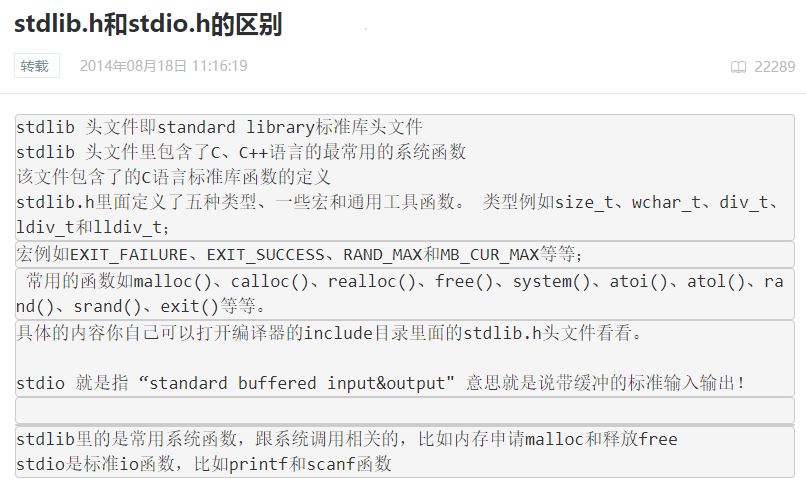 stdlib.h和stdio.h的区别
转载 2014年08月18日 11:16:19 22289
stdlib 头文件即standard library标准库头文件
stdlib 头文件里包含了C、C++语言的最常用的系统函数
该文件包含了的C语言标准库函数的定义
stdlib.h里面定义了五种类型、一些宏和通用工具函数。 类型例如size_t、wchar_t、div_t、
ldiv_t和lldiv_t;
宏例如EXIT_FAILURE、EXIT_SUCCESS、RAND_MAX和MB_CUR_MAX等等;
常用的函数如malloc()、calloc()、realloc()、free()、system()、atoi()、atol()、ra
nd()、srand()、exit()等等。
具体的内容你自己可以打开编译器的include目录里面的stdlib.h头文件看看。
stdio 就是指 “standard buffered input&output" 意思就是说带缓冲的标准输入输出!
stdlib里的是常用系统函数，跟系统调用相关的，比如内存申请malloc和释放free
stdio是标准io函数，比如printf和scanf函数